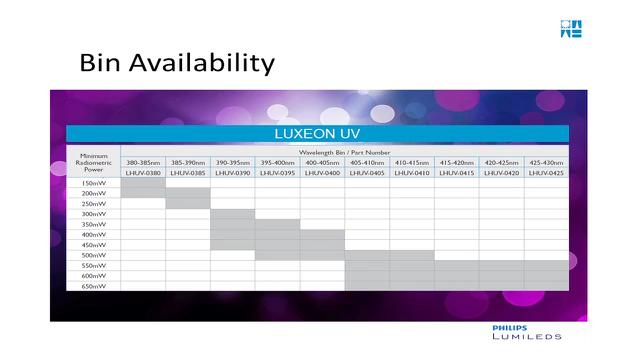 Bin Availability
LUXEON UV
Minimum Radiometric Power
Wavelength Bin / Part Number
380-385nm 385-390nm 390-395nm 395-400nm 400-405nm 405-410nm 410-415nm 415-420nm 420-425nm 425-430nm
LHUV-0380 LHUV-0385 LHUV-0390 LHUV-0395 LHUV-0400 LHUV-0405 LHUV-0410 LHUV-0415 LHUV-0420 LHUV-0425
150mW
200mW
250mW
300mW
350mW
400mW
450mW
500mW
550mW
600mW
650mW
PHILIPS
LUMILEDS